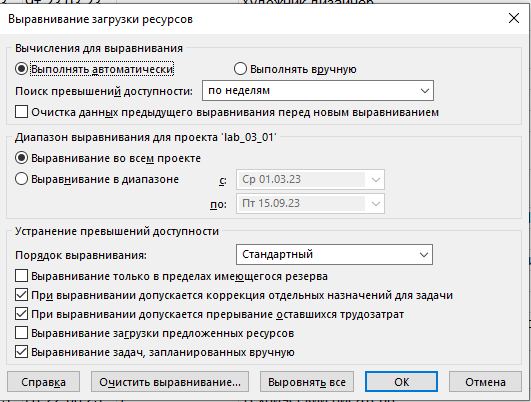 Художник дизайнер
Выравнивание загрузки ресурсов
Вычисления для выравнивания
Выполнять автоматически
Выполнять вручную
Поиск превышений доступности:
по неделям
Очистка данных предыдущего выравнивания перед новым выравниванием
Диапазон выравнивания для проекта 'lab_03_01'
Выравнивание во всем проекте
Выравнивание в диапазоне
с:
Ср 01.03.23
по:
Пт 15.09.23
Устранение превышений доступности
Порядок выравнивания:
Стандартный
Выравнивание только в пределах имеющегося резерва
При выравнивании допускается коррекция отдельных назначений для задачи
При выравнивании допускается прерывание оставшихся трудозатрат
Выравнивание загрузки предложенных ресурсов
Выравнивание задач, запланированных вручную
Справка
Очистить выравнивание...
Выровнять все
ОК
Отмена